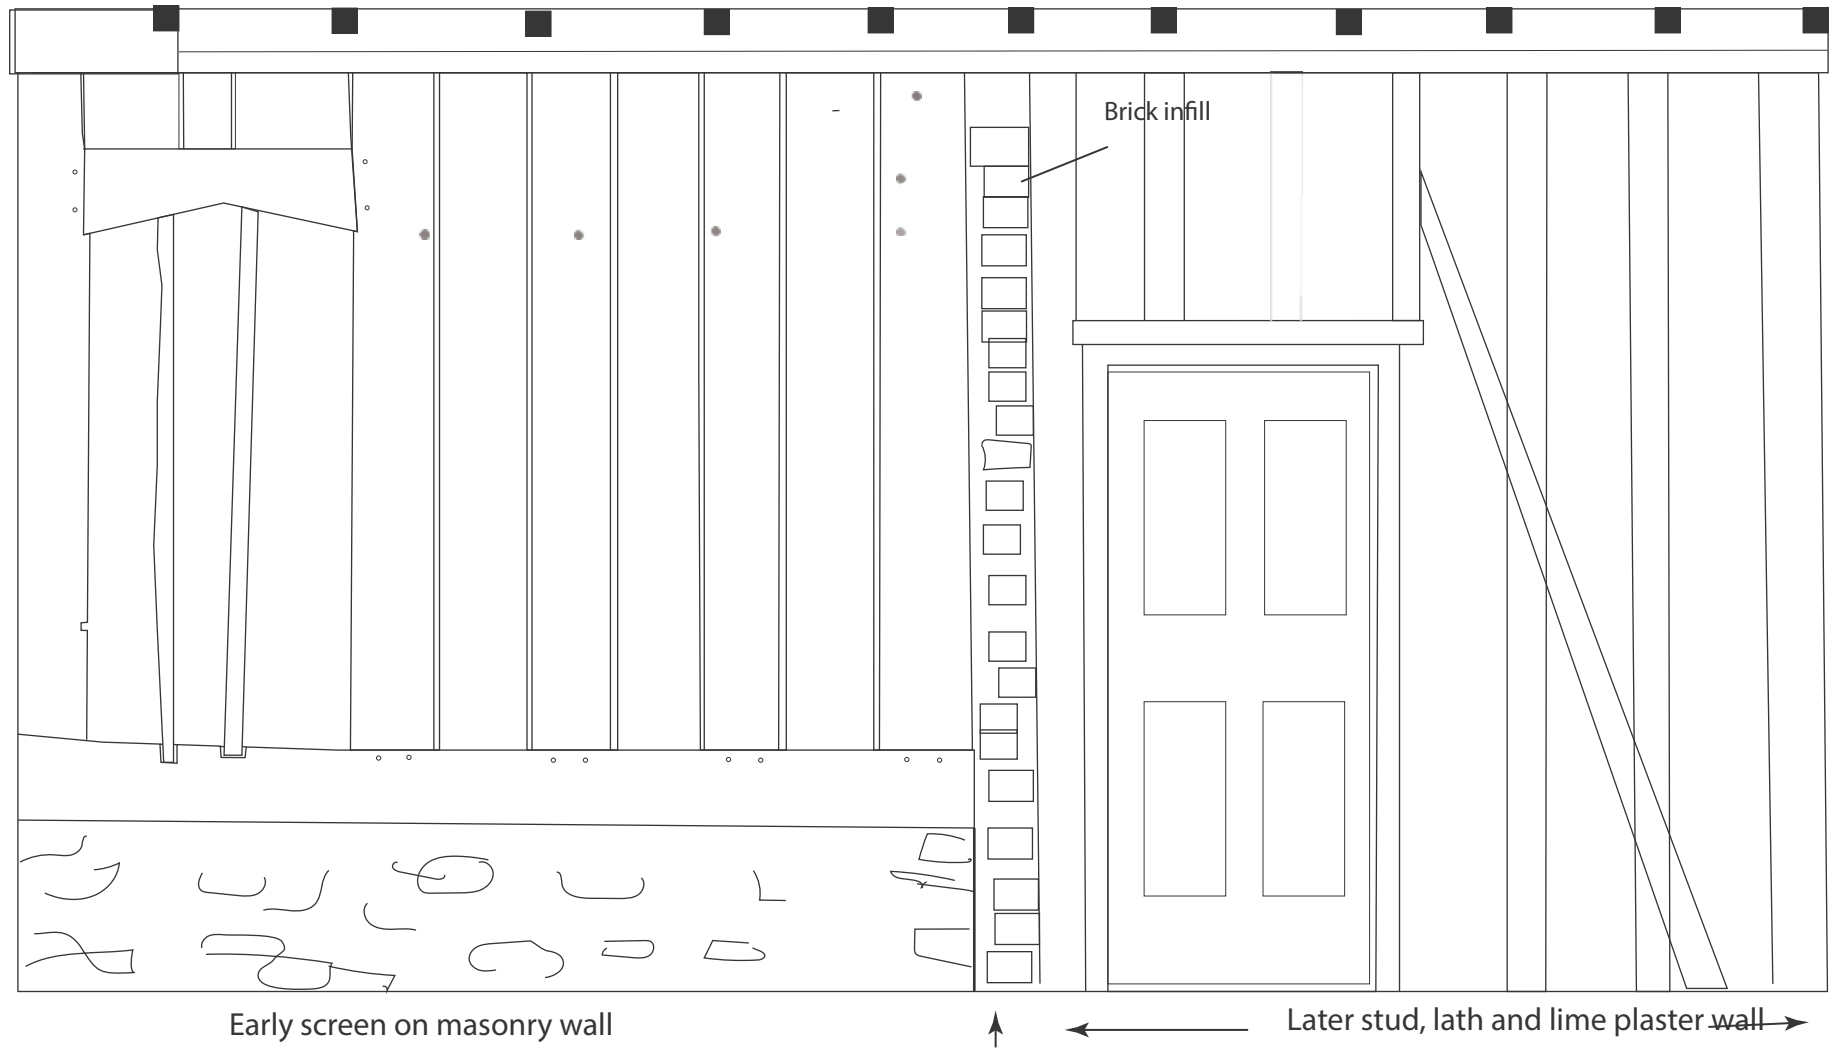 Brick infill
Early screen on masonry wall
Later stud, lath and lime plaster wall